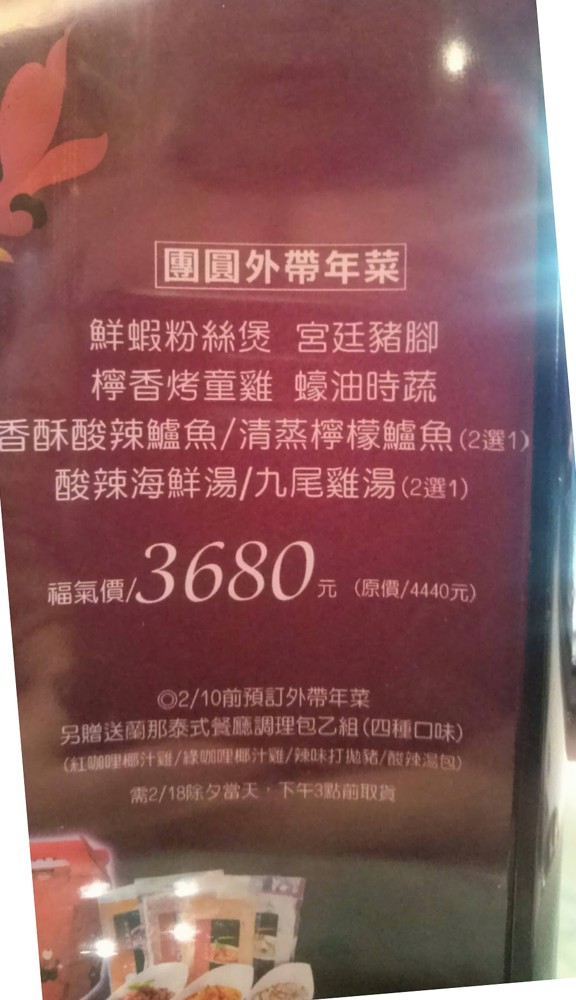 團圓外帶年菜
鮮蝦粉絲煲 宮廷豬腳
檸香烤童雞 蠔油時蔬
香酥酸辣鱸魚/清蒸檸檬鱸魚(2選1)
酸辣海鮮湯/九尾雞湯(2選1)
福氣價/3680元 (原價/4440元)
◎2/10前預訂外帶年菜
另贈送蘭那泰式餐廳調理包乙組(四種口味)
(紅咖哩椰汁雞/綠咖哩椰汁雞/辣味打拋豬/酸辣湯包)
需2/18除夕當天,下午3點前取貨